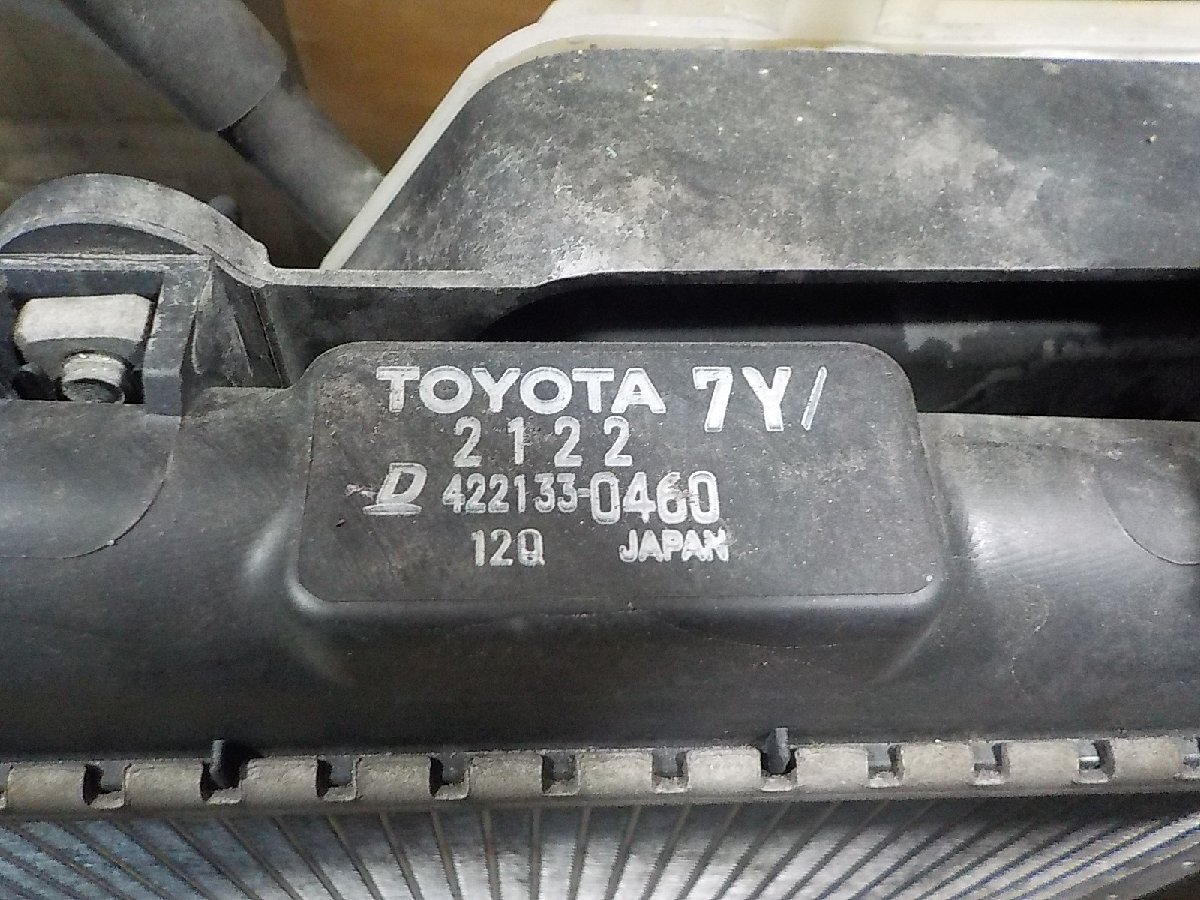 TOYOTA 7Y/
2122
D 422133-0460
12Q JAPAN